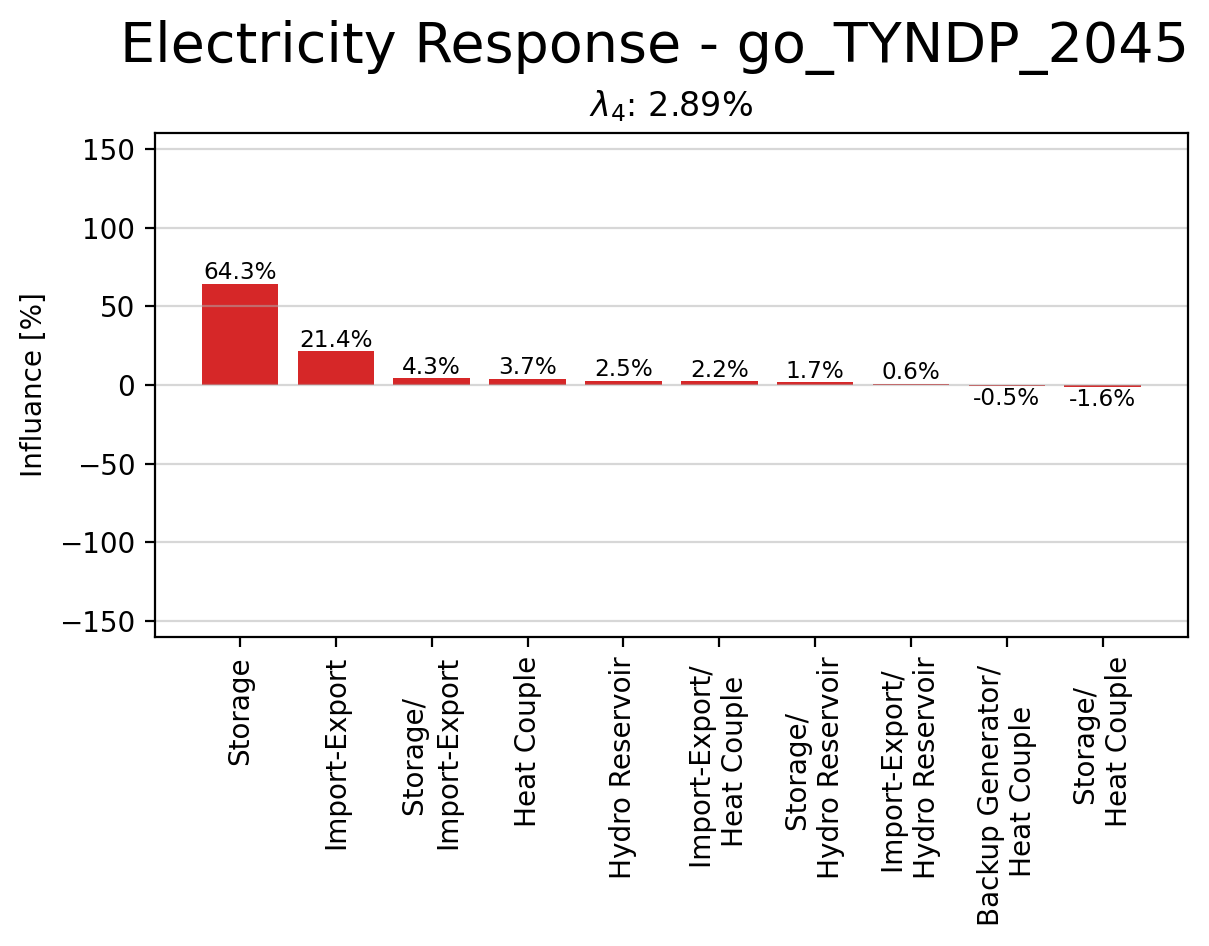 Electricity Response - go_TYNDP_2045
λ₄: 2.89%
Influance [%]
150
100
50
0
−50
−100
−150
64.3%
21.4%
4.3%
3.7%
2.5%
2.2%
1.7%
0.6%
-0.5%
-1.6%
Storage
Import-Export
Storage/
Import-Export
Heat Couple
Hydro Reservoir
Import-Export/
Heat Couple
Storage/
Hydro Reservoir
Import-Export/
Hydro Reservoir
Backup Generator/
Heat Couple
Storage/
Heat Couple